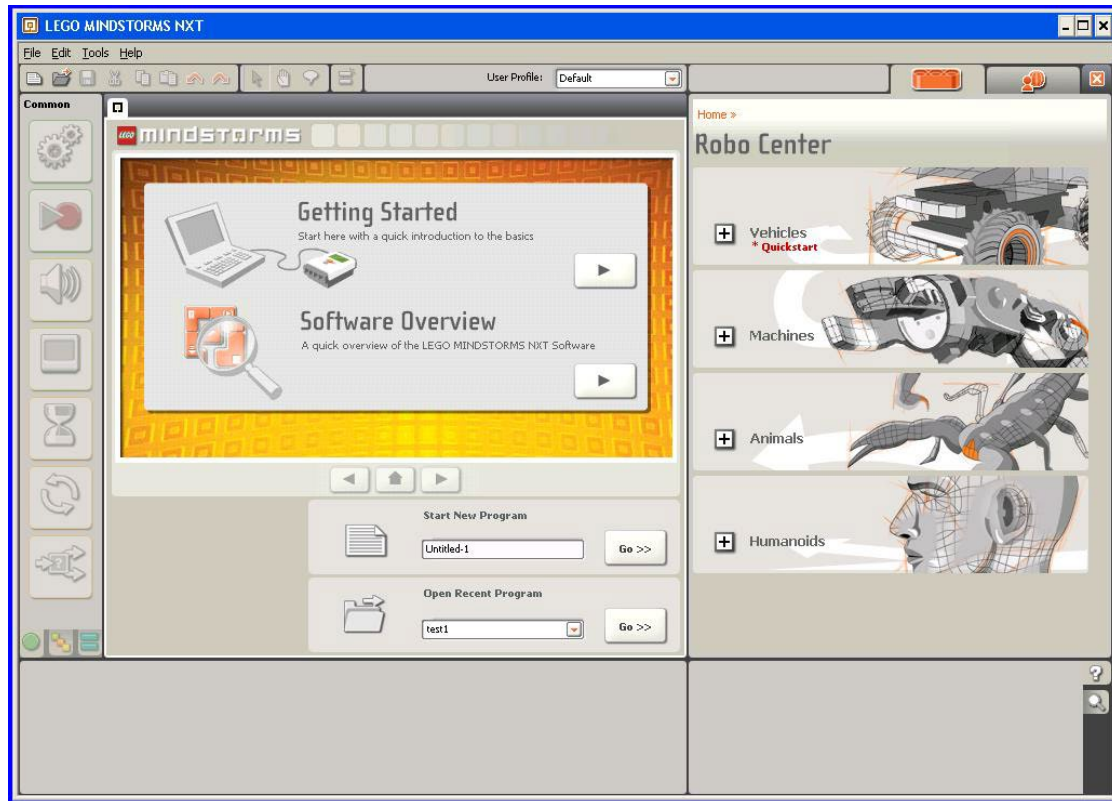 LEGO MINDSTORMS NXT
File Edit Tools Help
User Profile: Default
Common
LEGO mindstorms
Getting Started
Start here with a quick introduction to the basics
Software Overview
A quick overview of the LEGO MINDSTORMS NXT Software
Start New Program
Untitled-1 Go >>
Open Recent Program
test1 Go >>
Home »
Robo Center
Vehicles
* Quickstart
Machines
Animals
Humanoids